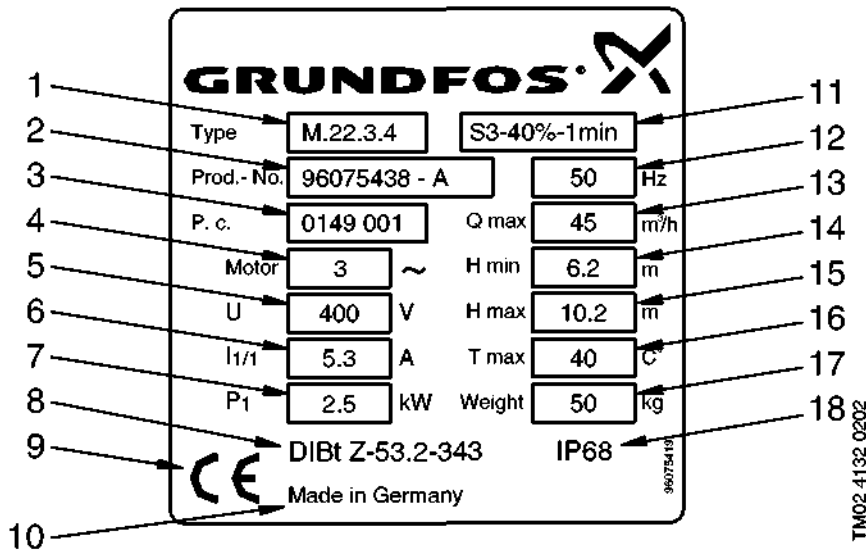 GRUNDFOS
1 Type M.22.3.4 S3-40%-1min 11
2 Prod.- No. 96075438 - A 50 Hz 12
3 P. c. 0149 001 Q max 45 m³/h 13
4 Motor 3 ~ H min 6.2 m 14
5 U 400 V H max 10.2 m 15
6 I1/1 5.3 A T max 40 C° 16
7 P1 2.5 kW Weight 50 kg 17
8 DIBt Z-53.2-343 IP68 18
9 CE
10 Made in Germany
TM02 4132 0202